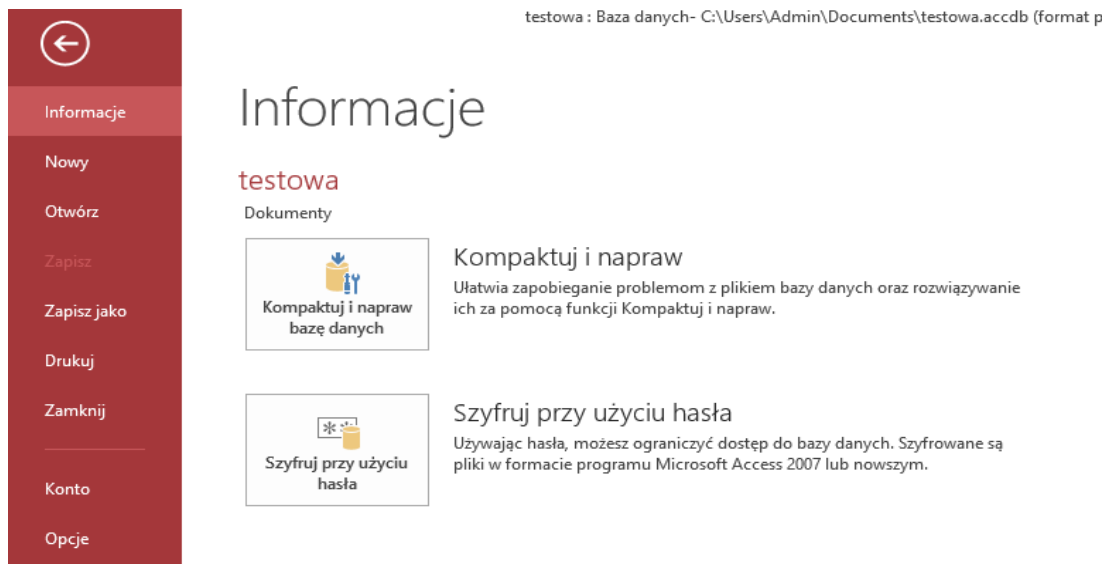 testowa : Baza danych- C:\Users\Admin\Documents\testowa.accdb (format p
Informacje
Nowy
Otwórz
Zapisz
Zapisz jako
Drukuj
Zamknij
Konto
Opcje
Informacje
testowa
Dokumenty
Kompaktuj i napraw
bazę danych
Kompaktuj i napraw
Ułatwia zapobieganie problemom z plikiem bazy danych oraz rozwiązywanie
ich za pomocą funkcji Kompaktuj i napraw.
Szyfruj przy użyciu
hasła
Szyfruj przy użyciu hasła
Używając hasła, możesz ograniczyć dostęp do bazy danych. Szyfrowane są
pliki w formacie programu Microsoft Access 2007 lub nowszym.